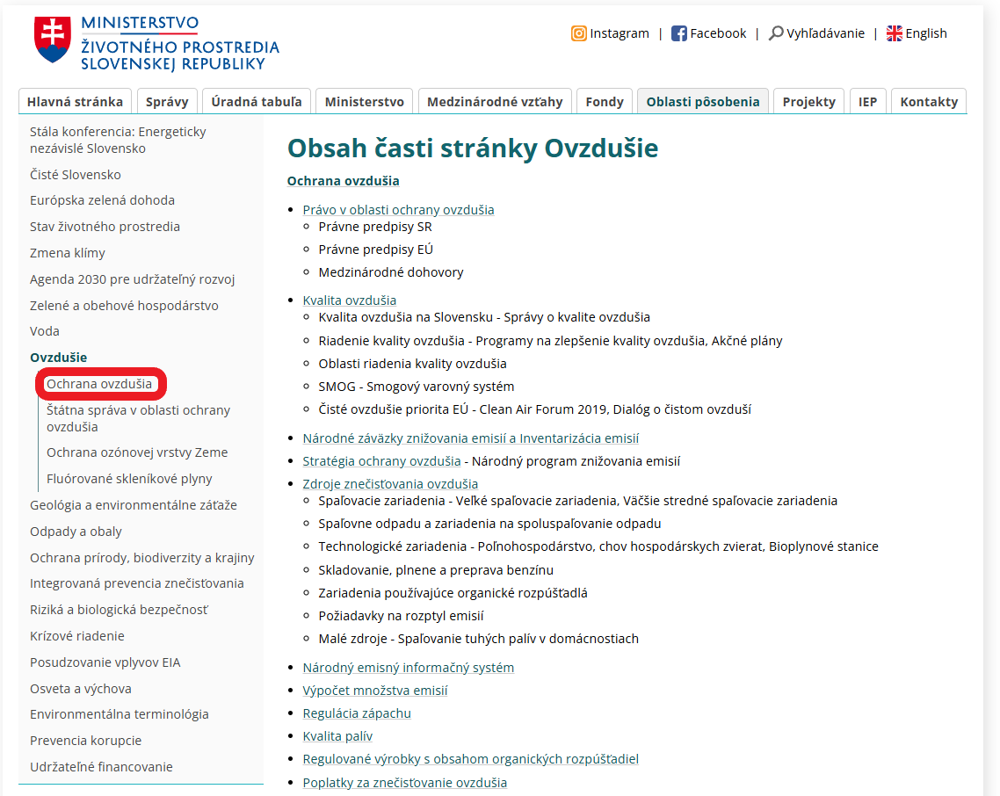 MINISTERSTVO
ŽIVOTNÉHO PROSTREDIA
SLOVENSKEJ REPUBLIKY
Instagram | Facebook | Vyhľadávanie | English
Hlavná stránka Správy Úradná tabuľa Ministerstvo Medzinárodné vzťahy Fondy Oblasti pôsobenia Projekty IEP Kontakty
Stála konferencia: Energeticky
nezávislé Slovensko
Čisté Slovensko
Európska zelená dohoda
Stav životného prostredia
Zmena klímy
Agenda 2030 pre udržateľný rozvoj
Zelené a obehové hospodárstvo
Voda
Ovzdušie
Ochrana ovzdušia
Štátna správa v oblasti ochrany
ovzdušia
Ochrana ozónovej vrstvy Zeme
Fluórované skleníkové plyny
Geológia a environmentálne záťaže
Odpady a obaly
Ochrana prírody, biodiverzity a krajiny
Integrovaná prevencia znečisťovania
Riziká a biologická bezpečnosť
Krízové riadenie
Posudzovanie vplyvov EIA
Osveta a výchova
Environmentálna terminológia
Prevencia korupcie
Udržateľné financovanie
Obsah časti stránky Ovzdušie
Ochrana ovzdušia
Právo v oblasti ochrany ovzdušia
Právne predpisy SR
Právne predpisy EÚ
Medzinárodné dohovory
Kvalita ovzdušia
Kvalita ovzdušia na Slovensku - Správy o kvalite ovzdušia
Riadenie kvality ovzdušia - Programy na zlepšenie kvality ovzdušia, Akčné plány
Oblasti riadenia kvality ovzdušia
SMOG - Smogový varovný systém
Čisté ovzdušie priorita EÚ - Clean Air Forum 2019, Dialóg o čistom ovzduší
Národné záväzky znižovania emisií a Inventarizácia emisií
Stratégia ochrany ovzdušia - Národný program znižovania emisií
Zdroje znečisťovania ovzdušia
Spaľovacie zariadenia - Veľké spaľovacie zariadenia, Väčšie stredné spaľovacie zariadenia
Spaľovne odpadu a zariadenia na spoluspaľovanie odpadu
Technologické zariadenia - Poľnohospodárstvo, chov hospodárskych zvierat, Bioplynové stanice
Skladovanie, plnene a preprava benzínu
Zariadenia používajúce organické rozpúšťadlá
Požiadavky na rozptyl emisií
Malé zdroje - Spaľovanie tuhých palív v domácnostiach
Národný emisný informačný systém
Výpočet množstva emisií
Regulácia zápachu
Kvalita palív
Regulované výrobky s obsahom organických rozpúšťadiel
Poplatky za znečisťovanie ovzdušia